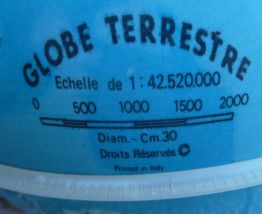 GLOBE TERRESTRE
Echelle de 1:42.520.000
0 500 1000 1500 2000
Diam.-Cm.30
Droits Réservés ©
Printed in Italy